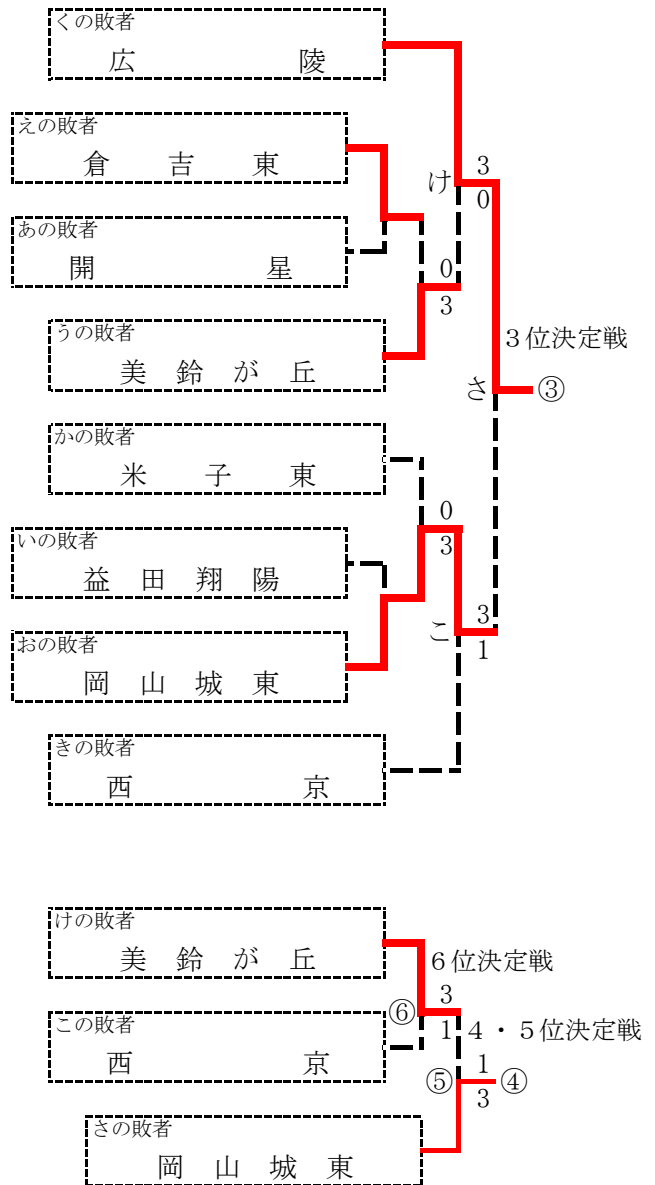 くの敗者
広陵
えの敗者
倉吉東
け
3
0
あの敗者
開星
0
3
うの敗者
美鈴が丘
3位決定戦
さ
③
かの敗者
米子東
0
3
いの敗者
益田翔陽
おの敗者
岡山城東
こ
3
1
きの敗者
西京
けの敗者
美鈴が丘
6位決定戦
⑥
3
1
この敗者
西京
4・5位決定戦
⑤
1
3
④
さの敗者
岡山城東